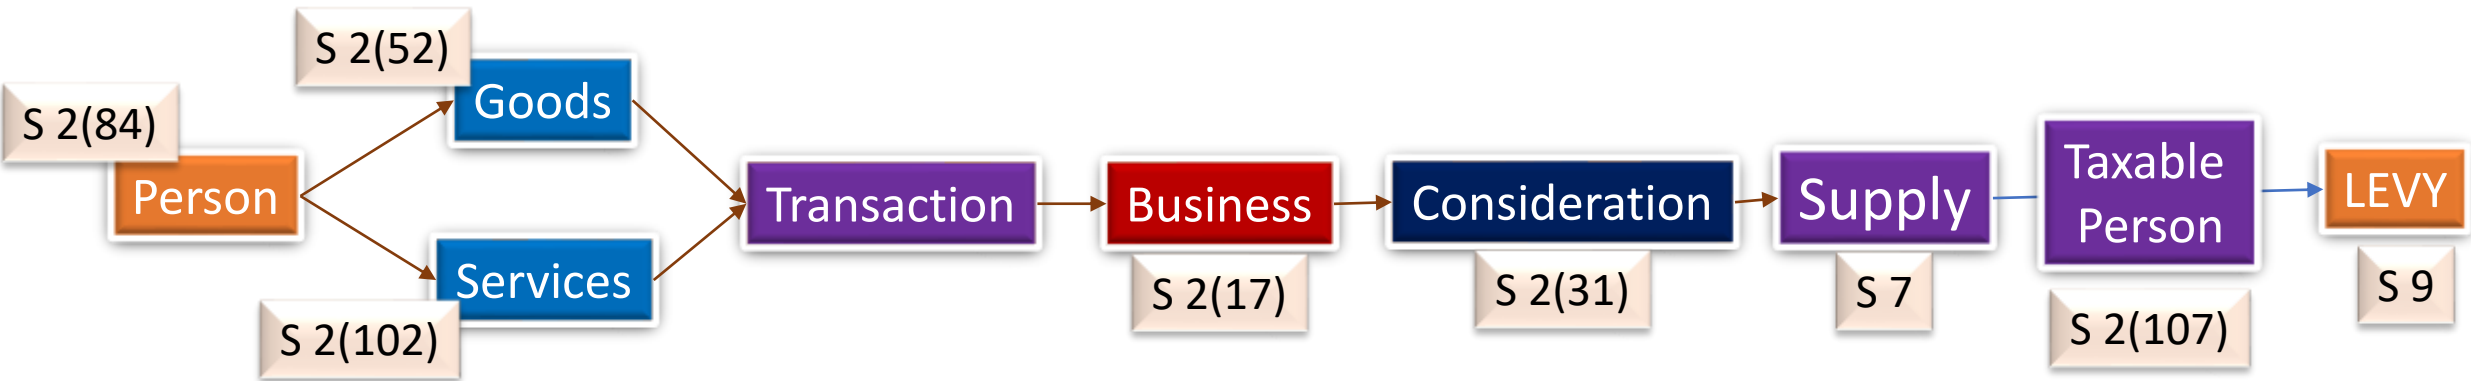 S 2(84)
Person
S 2(52)
Goods
Services
S 2(102)
Transaction
Business
S 2(17)
Consideration
S 2(31)
Supply
S 7
Taxable
Person
S 2(107)
LEVY
S 9